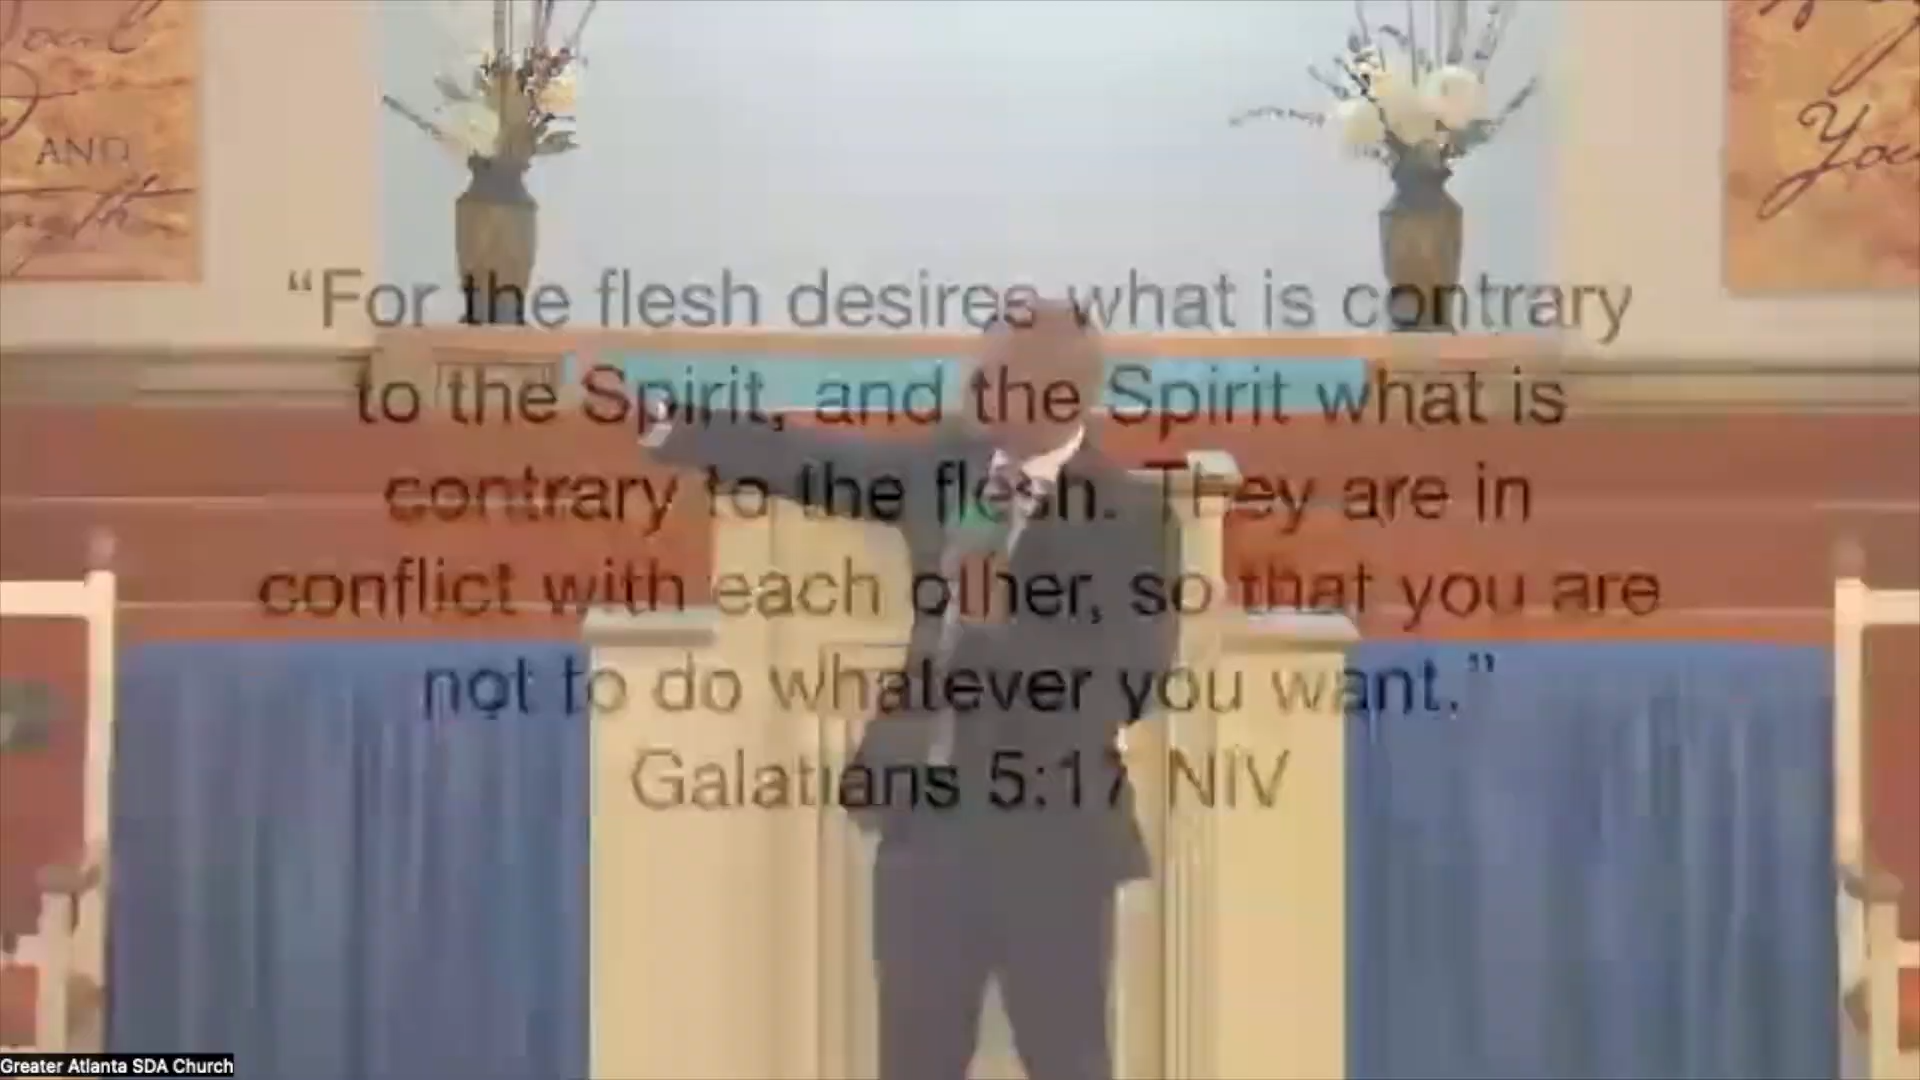 AND
You
“For the flesh desires what is contrary
to the Spirit, and the Spirit what is
contrary to the flesh. They are in
conflict with each other, so that you are
not to do whatever you want.”
Galatians 5:17 NIV
Greater Atlanta SDA Church